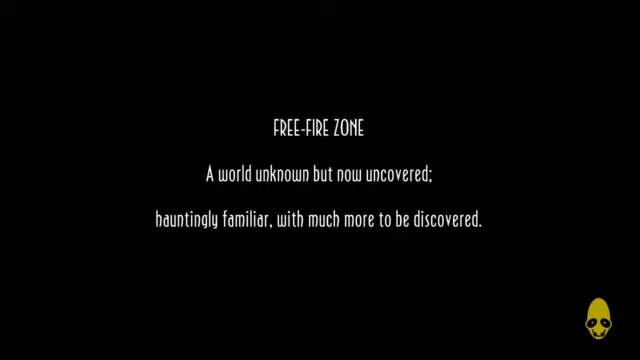 FREE-FIRE ZONE
A world unknown but now uncovered;
hauntingly familiar, with much more to be discovered.